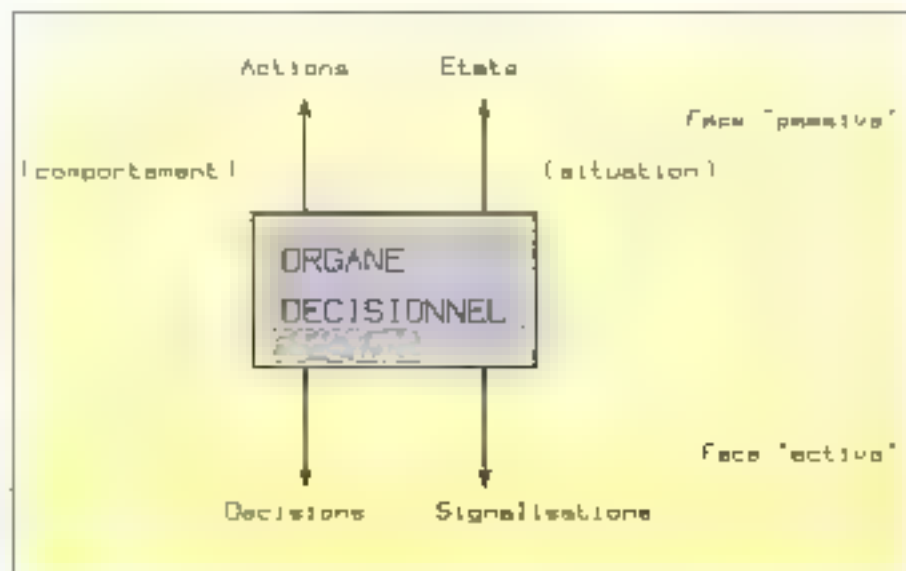 Actions Etats
Face "passive"
(comportement) (situation)
ORGANE
DECISIONNEL
Face "active"
Decisions Signalisations